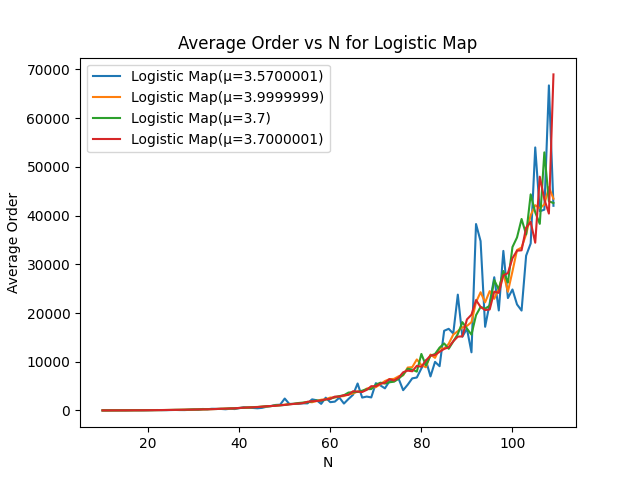 Average Order vs N for Logistic Map
Logistic Map(μ=3.5700001)
Logistic Map(μ=3.9999999)
Logistic Map(μ=3.7)
Logistic Map(μ=3.7000001)
70000
60000
50000
40000
30000
20000
10000
0
Average Order
20 40 60 80 100
N